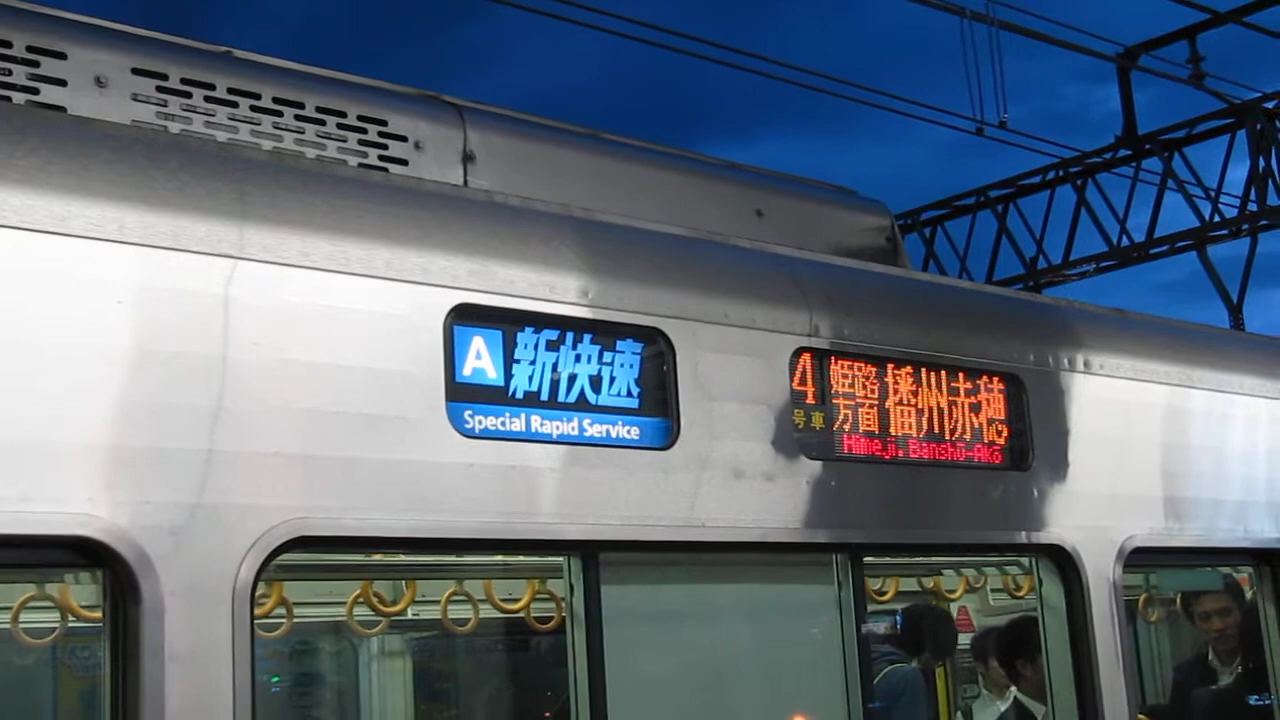 A 新快速
Special Rapid Service
4号車
姫路方面 播州赤穂
Himeji. Banshū-Akō